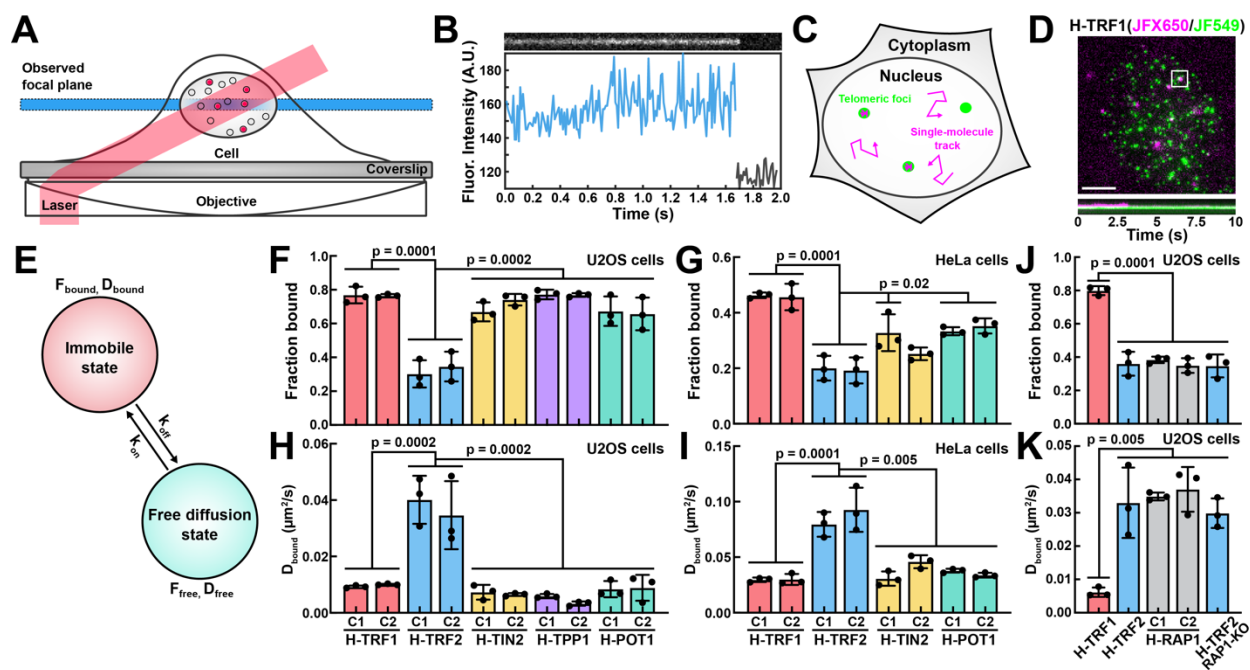 A
Observed
focal plane
Cell
Coverslip
Laser
Objective
B
Fluor. Intensity (A.U.)
190
170
150
130
110
0.0 0.2 0.4 0.6 0.8 1.0 1.2 1.4 1.6 1.8 2.0
Time (s)
C
Cytoplasm
Nucleus
Telomeric foci
Single-molecule
track
D
H-TRF1(JFX650/JF549)
0 2.5 5 7.5 10
Time (s)
E
Fbound, Dbound
Immobile
state
kon
koff
Free diffusion
state
Ffree, Dfree
F
U2OS cells
p = 0.0001
p = 0.0002
Fraction bound
1.0
0.8
0.6
0.4
0.2
0.0
G
HeLa cells
p = 0.0001
p = 0.02
Fraction bound
0.6
0.4
0.2
0.0
J
U2OS cells
p = 0.0001
Fraction bound
1.0
0.8
0.6
0.4
0.2
0.0
H
U2OS cells
p = 0.0002
p = 0.0002
Dbound (µm²/s)
0.06
0.04
0.02
0.00
C1 C2 C1 C2 C1 C2 C1 C2 C1 C2
H-TRF1 H-TRF2 H-TIN2 H-TPP1 H-POT1
I
HeLa cells
p = 0.0001
p = 0.005
Dbound (µm²/s)
0.20
0.15
0.10
0.05
0.00
C1 C2 C1 C2 C1 C2 C1 C2
H-TRF1 H-TRF2 H-TIN2 H-POT1
K
U2OS cells
p = 0.005
Dbound (µm²/s)
0.05
0.04
0.03
0.02
0.01
0.00
C1 C2
H-TRF1
H-TRF2
H-RAP1
H-TRF2
RAP1-KO